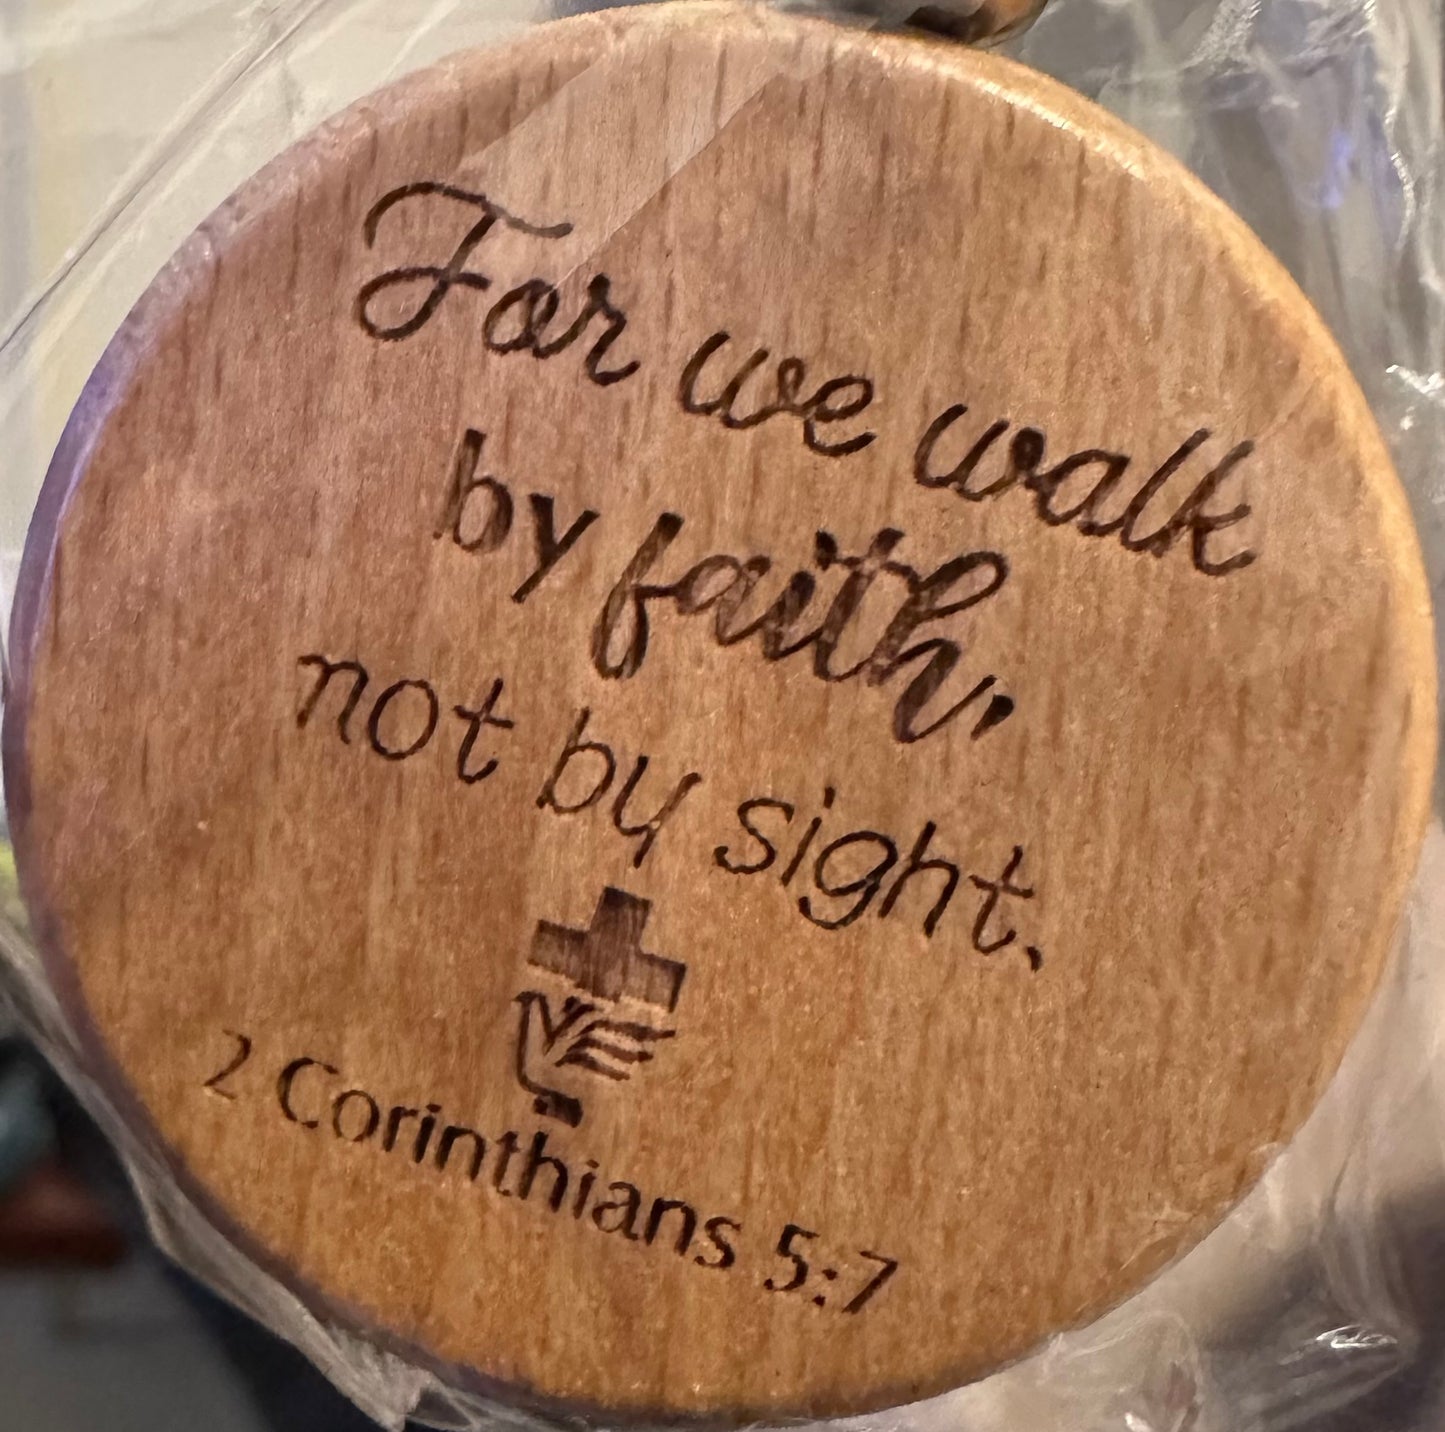 For we walk
by faith,
not by sight.
2 Corinthians 5:7